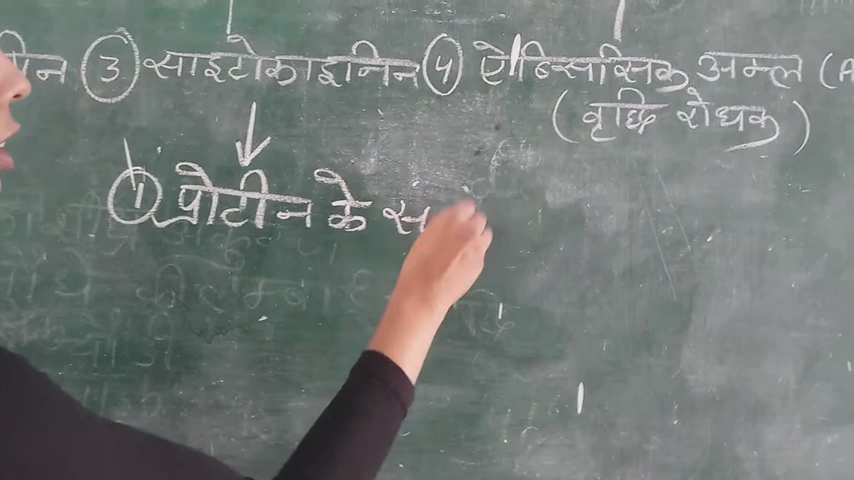 ③ साइटोकाइनिन ④ ऐब्सिसिक अम्ल (A
(वृद्धि रोधक)
① प्रोटीन के स